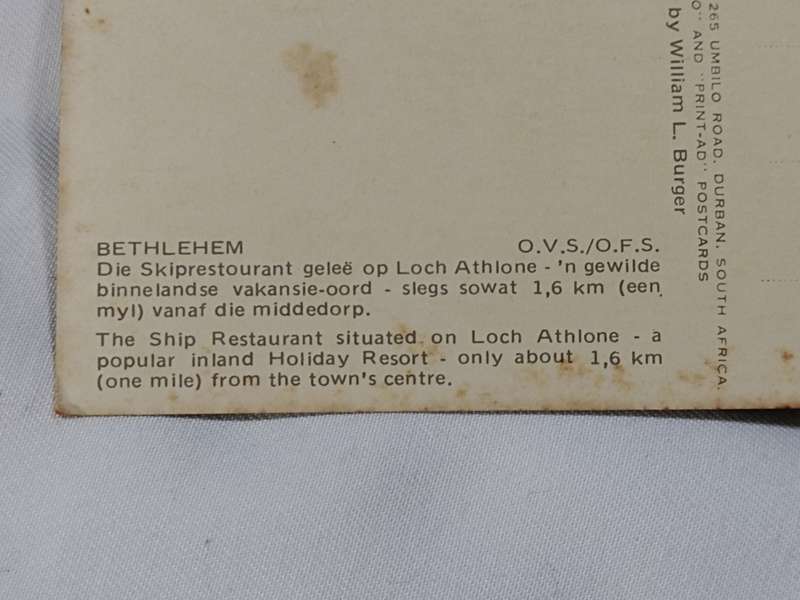 BETHLEHEM O.V.S./O.F.S.
Die Skiprestourant geleë op Loch Athlone - 'n gewilde
binnelandse vakansie-oord - slegs sowat 1,6 km (een
myl) vanaf die middedorp.
The Ship Restaurant situated on Loch Athlone - a
popular inland Holiday Resort - only about 1,6 km
(one mile) from the town's centre.
by William L. Burger
O" AND "PRINT-AD" POSTCARDS
265 UMBILO ROAD, DURBAN, SOUTH AFRICA.